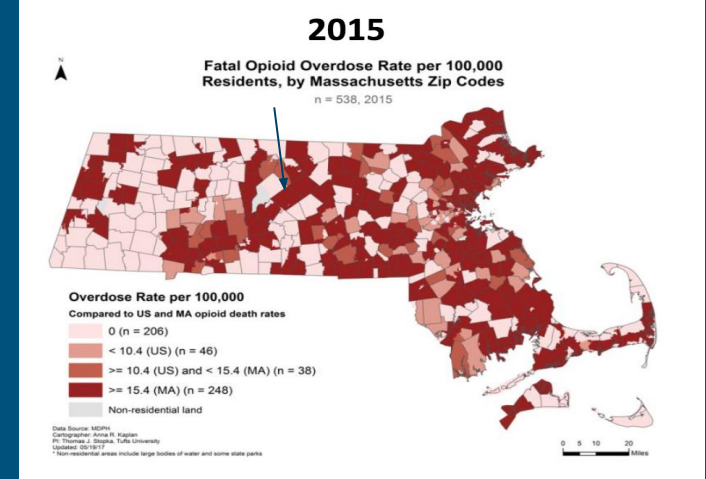 2015
Fatal Opioid Overdose Rate per 100,000
Residents, by Massachusetts Zip Codes
n = 538, 2015
N
Overdose Rate per 100,000
Compared to US and MA opioid death rates
0 (n = 206)
< 10.4 (US) (n = 46)
>= 10.4 (US) and < 15.4 (MA) (n = 38)
>= 15.4 (MA) (n = 248)
Non-residential land
Data Source: MDPH
Cartographer: Anna R. Kaplan
PI: Thomas J. Stopka, Tufts University
Updated: 05/19/17
* Non-residential areas include large bodies of water and some state parks
0 5 10 20
Miles